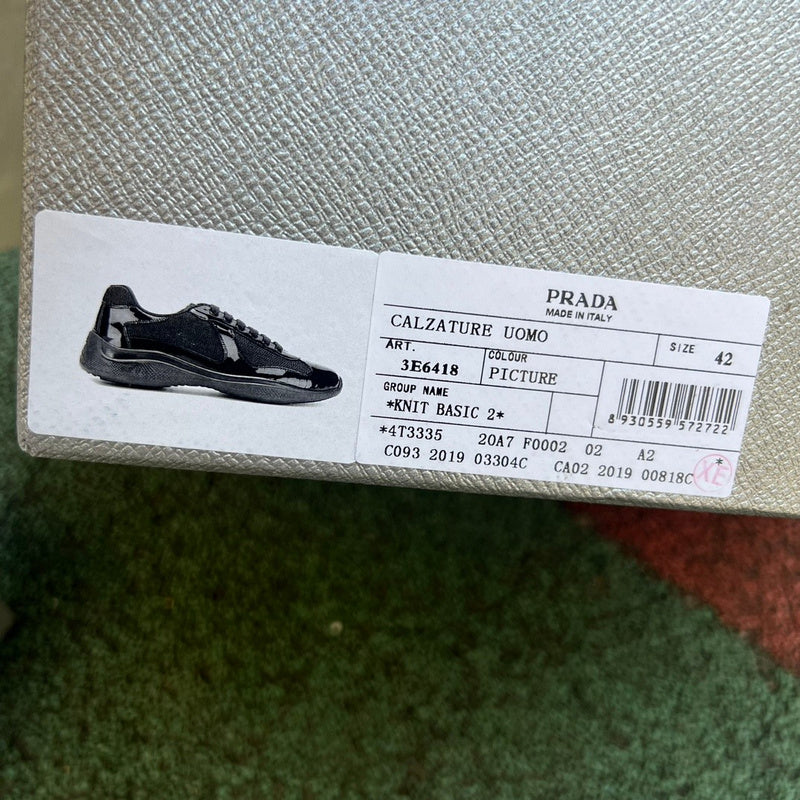 PRADA
MADE IN ITALY
CALZATURE UOMO
SIZE 42
ART.
3E6418
COLOUR
PICTURE
GROUP NAME
*KNIT BASIC 2*
8 930559 572722
*4T3335 20A7 F0002 02 A2
C093 2019 03304C CA02 2019 00818C
*
XE